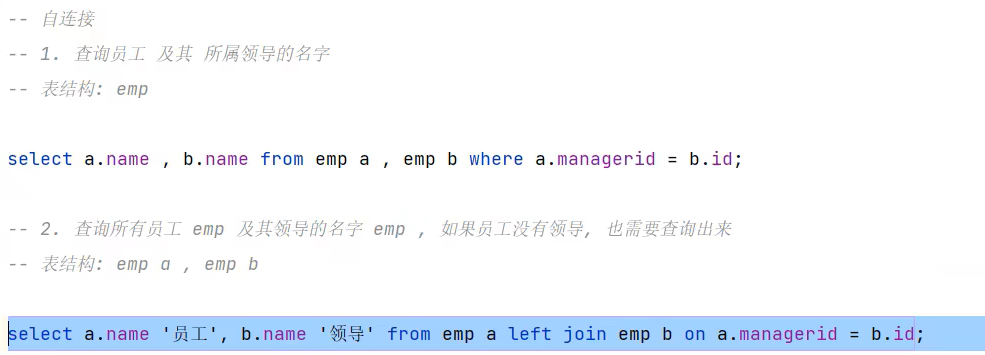 -- 自连接
-- 1. 查询员工 及其 所属领导的名字
-- 表结构: emp
select a.name , b.name from emp a , emp b where a.managerid = b.id;
-- 2. 查询所有员工 emp 及其领导的名字 emp , 如果员工没有领导, 也需要查询出来
-- 表结构: emp a , emp b
select a.name '员工', b.name '领导' from emp a left join emp b on a.managerid = b.id;